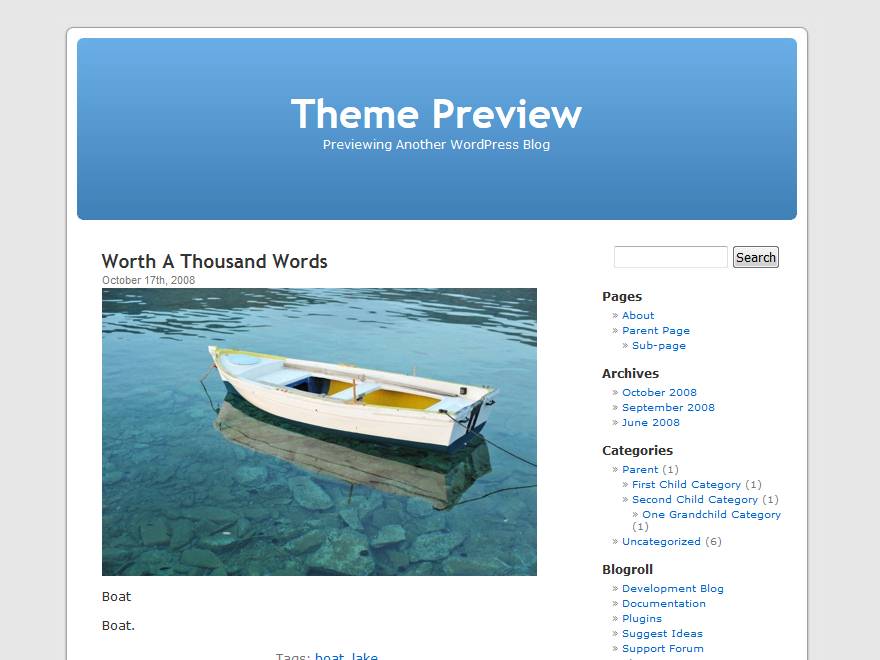 Theme Preview
Previewing Another WordPress Blog
Worth A Thousand Words
October 17th, 2008
Boat
Boat.
Tags: boat, lake
Search
Pages
» About
» Parent Page
» Sub-page
Archives
» October 2008
» September 2008
» June 2008
Categories
» Parent (1)
» First Child Category (1)
» Second Child Category (1)
» One Grandchild Category
(1)
» Uncategorized (6)
Blogroll
» Development Blog
» Documentation
» Plugins
» Suggest Ideas
» Support Forum